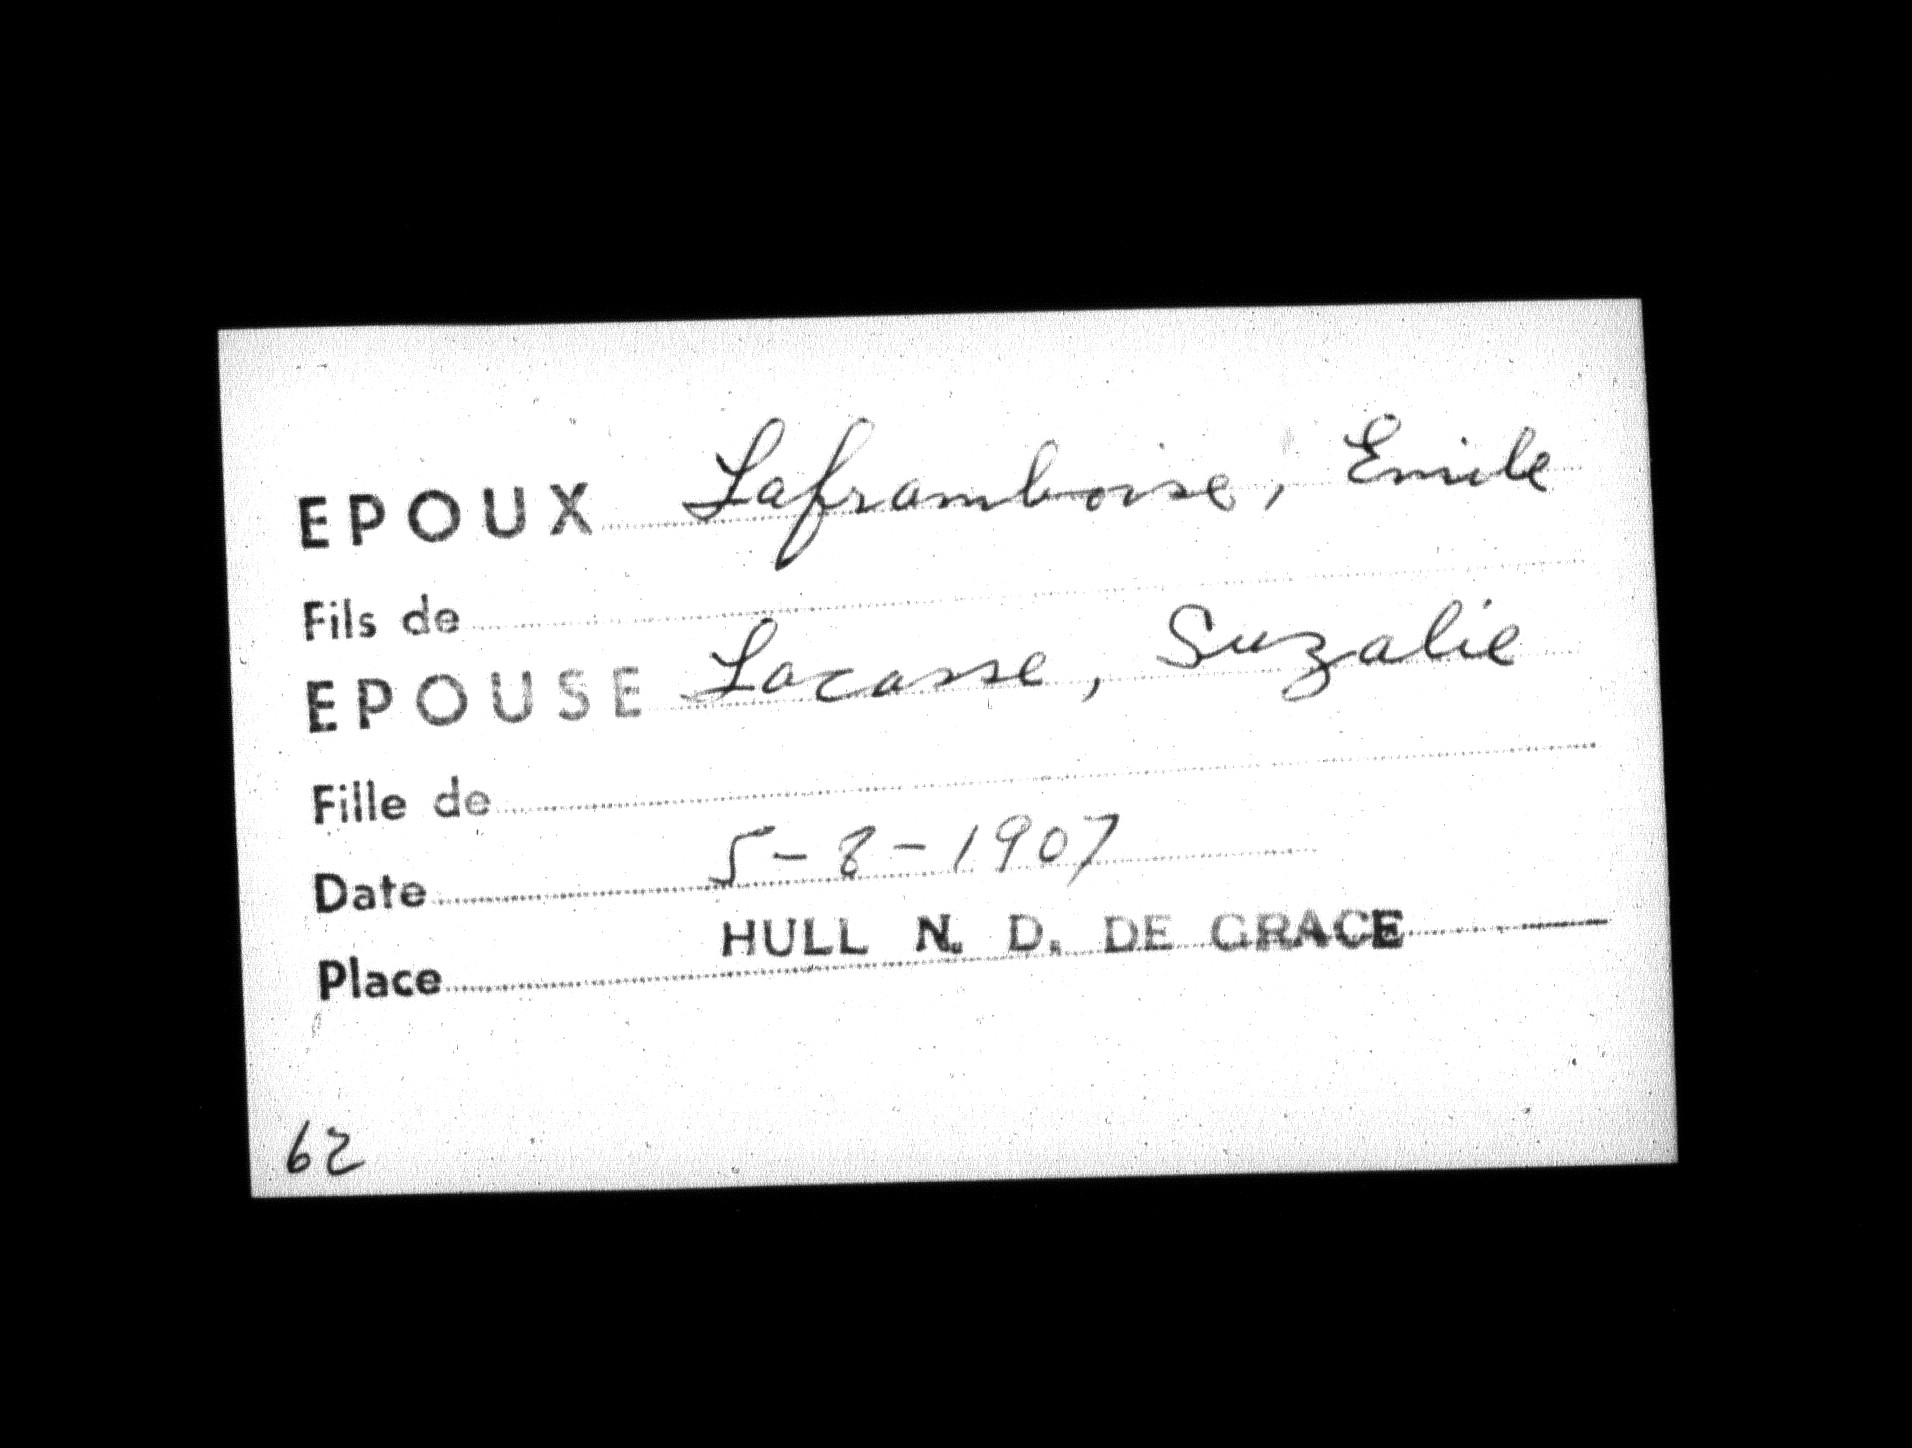 EPOUX Laframboise, Emile
Fils de
EPOUSE Lacasse, Suzalie
Fille de
Date 5-8-1907
Place HULL N. D. DE GRACE
62